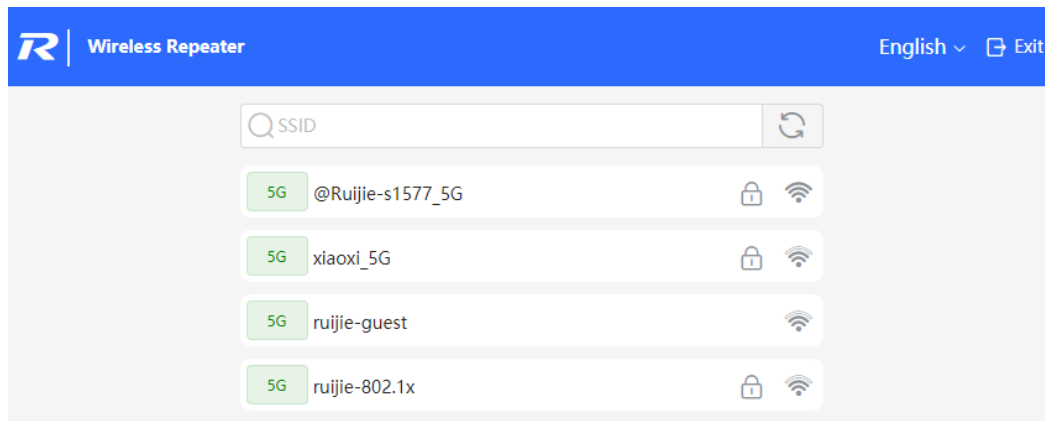 Wireless Repeater English Exit
SSID
5G @Ruijie-s1577_5G
5G xiaoxi_5G
5G ruijie-guest
5G ruijie-802.1x